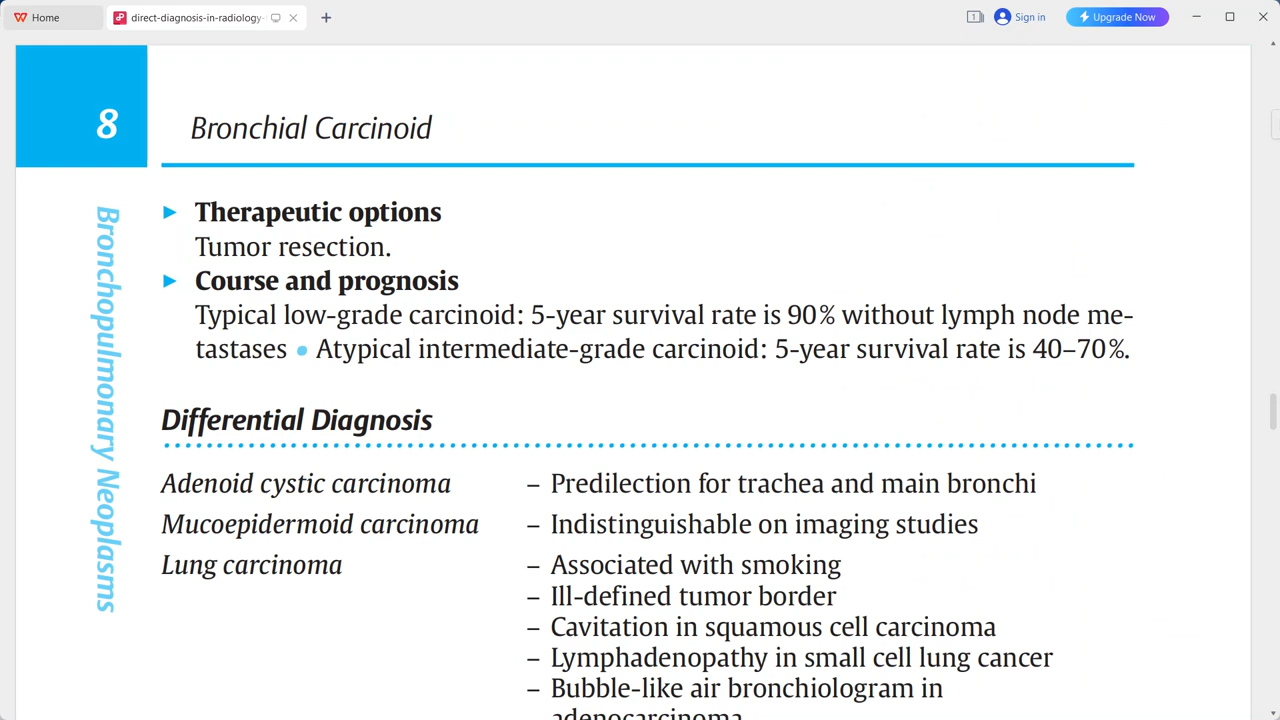 Home
direct-diagnosis-in-radiology-
1
Sign in
Upgrade Now
8
Bronchial Carcinoid
Bronchopulmonary Neoplasms
Therapeutic options
Tumor resection.
Course and prognosis
Typical low-grade carcinoid: 5-year survival rate is 90% without lymph node me-
tastases • Atypical intermediate-grade carcinoid: 5-year survival rate is 40–70%.
Differential Diagnosis
Adenoid cystic carcinoma – Predilection for trachea and main bronchi
Mucoepidermoid carcinoma – Indistinguishable on imaging studies
Lung carcinoma – Associated with smoking
– Ill-defined tumor border
– Cavitation in squamous cell carcinoma
– Lymphadenopathy in small cell lung cancer
– Bubble-like air bronchiologram in
adenocarcinoma